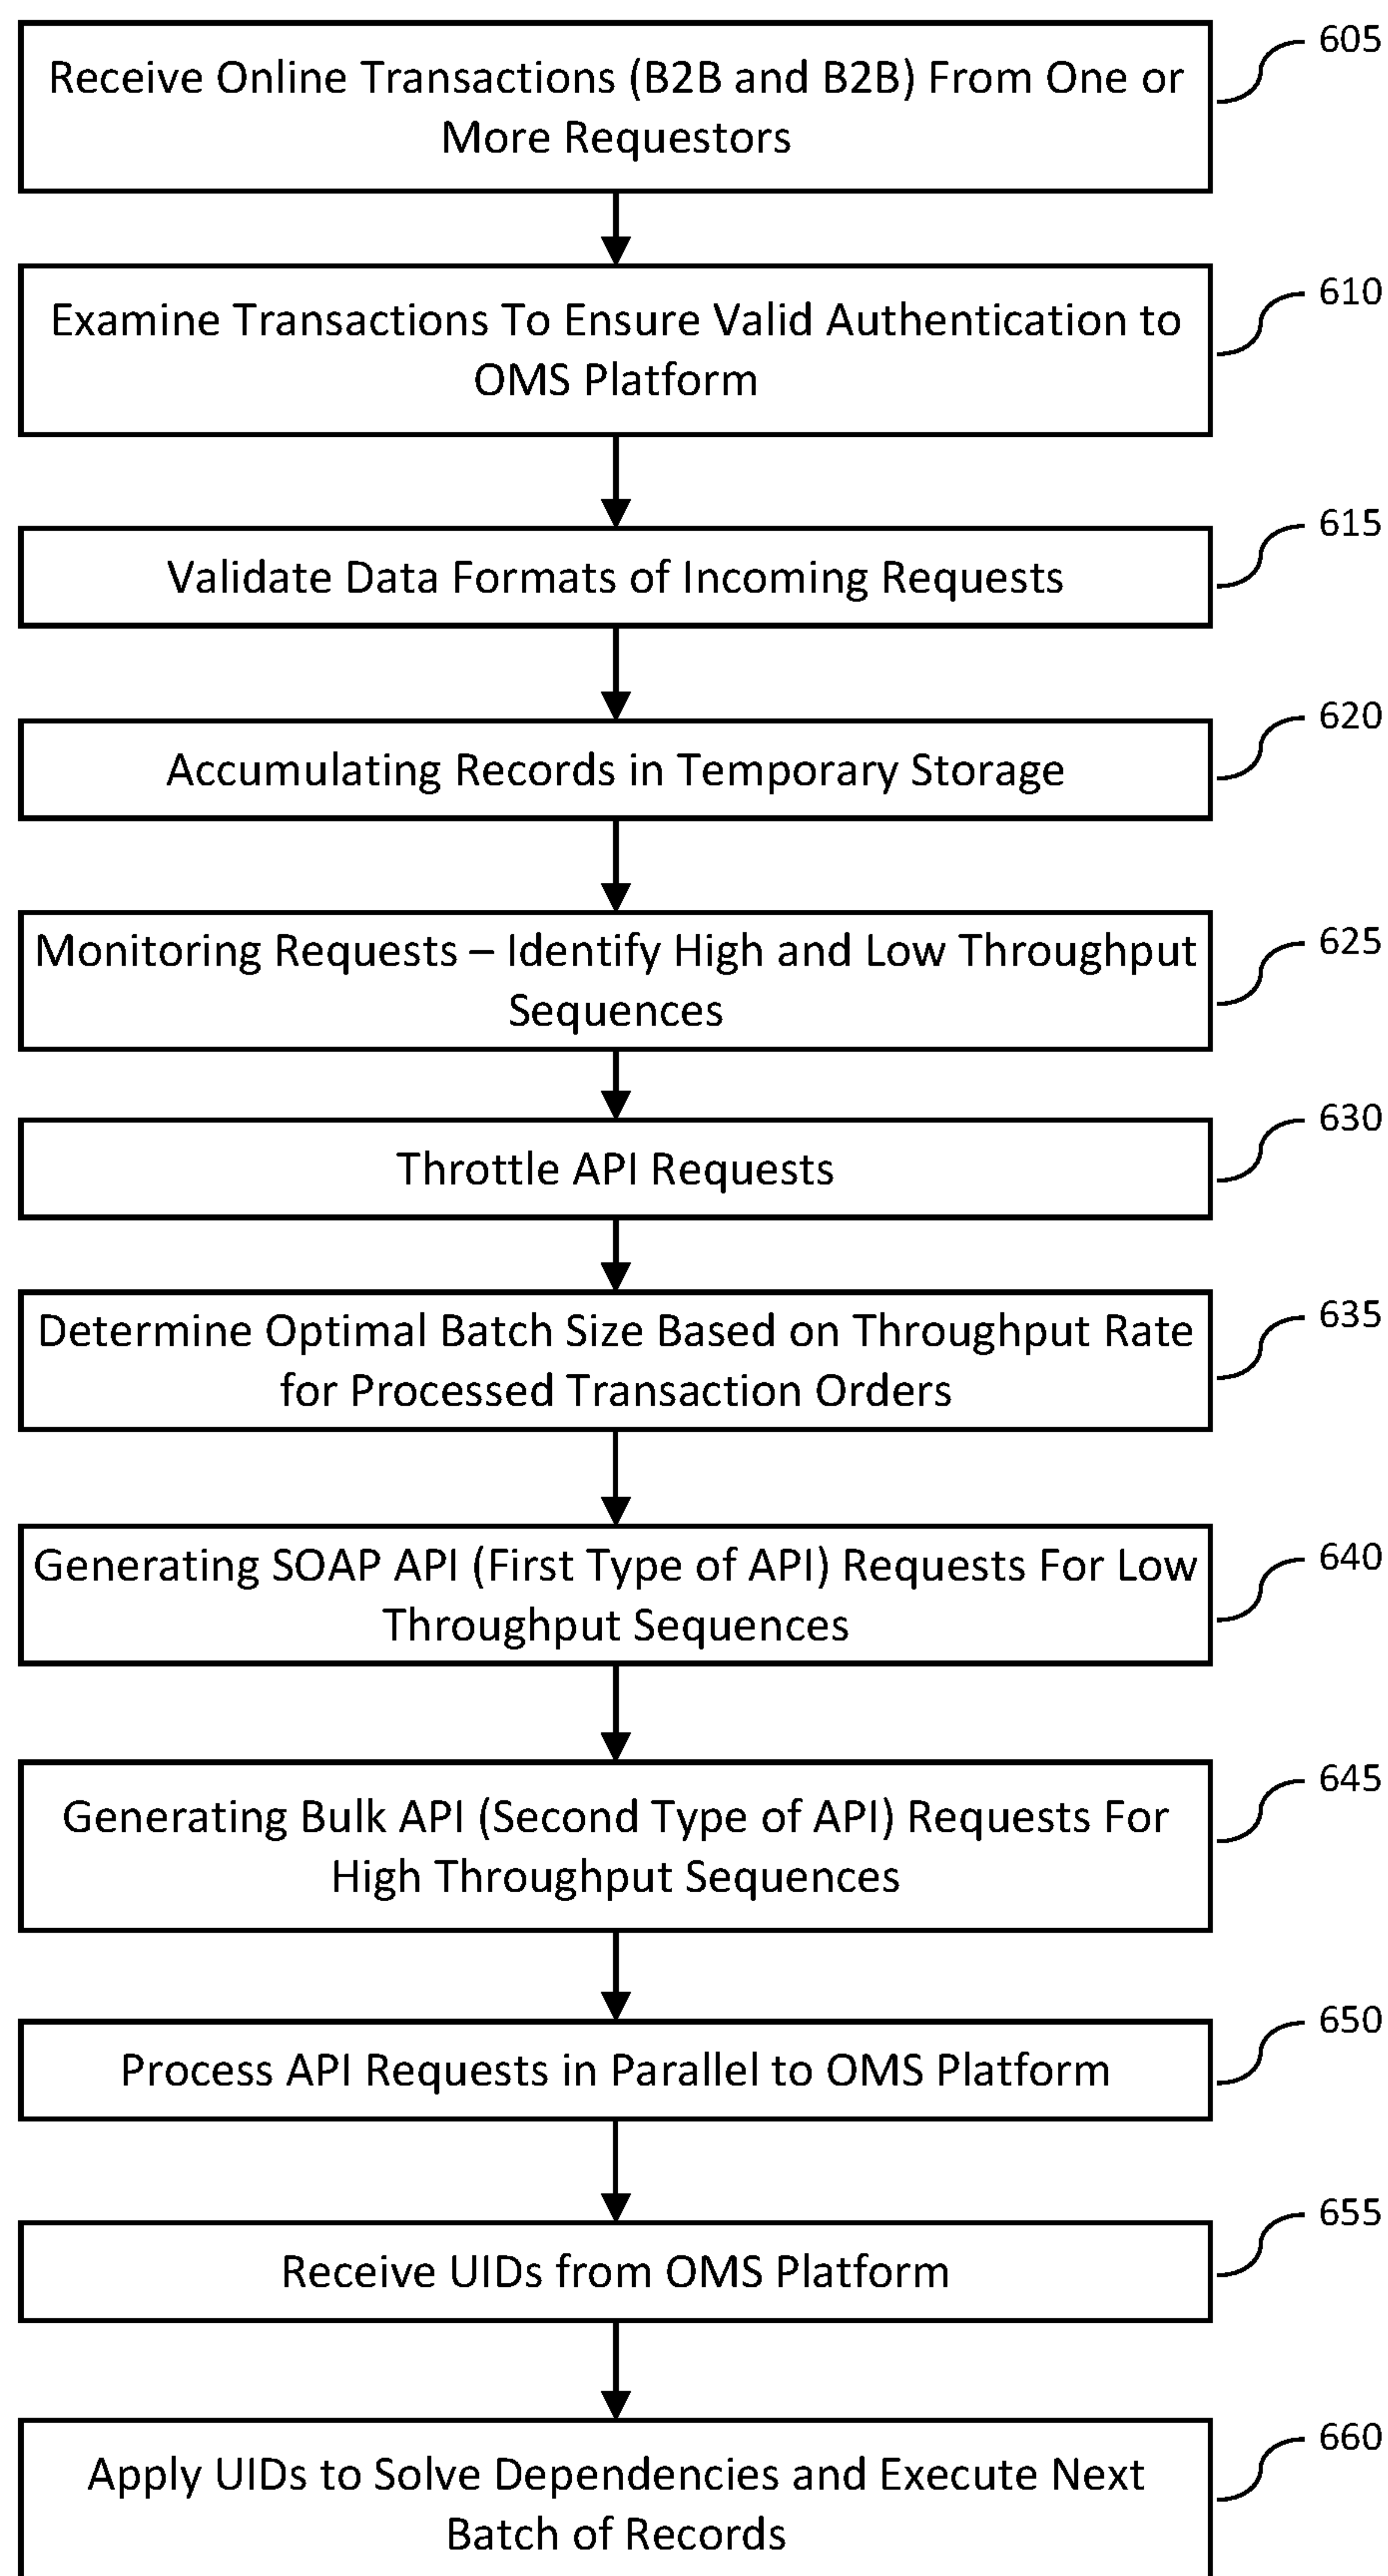 Receive Online Transactions (B2B and B2B) From One or
More Requestors
605
Examine Transactions To Ensure Valid Authentication to
OMS Platform
610
Validate Data Formats of Incoming Requests
615
Accumulating Records in Temporary Storage
620
Monitoring Requests – Identify High and Low Throughput
Sequences
625
Throttle API Requests
630
Determine Optimal Batch Size Based on Throughput Rate
for Processed Transaction Orders
635
Generating SOAP API (First Type of API) Requests For Low
Throughput Sequences
640
Generating Bulk API (Second Type of API) Requests For
High Throughput Sequences
645
Process API Requests in Parallel to OMS Platform
650
Receive UIDs from OMS Platform
655
Apply UIDs to Solve Dependencies and Execute Next
Batch of Records
660